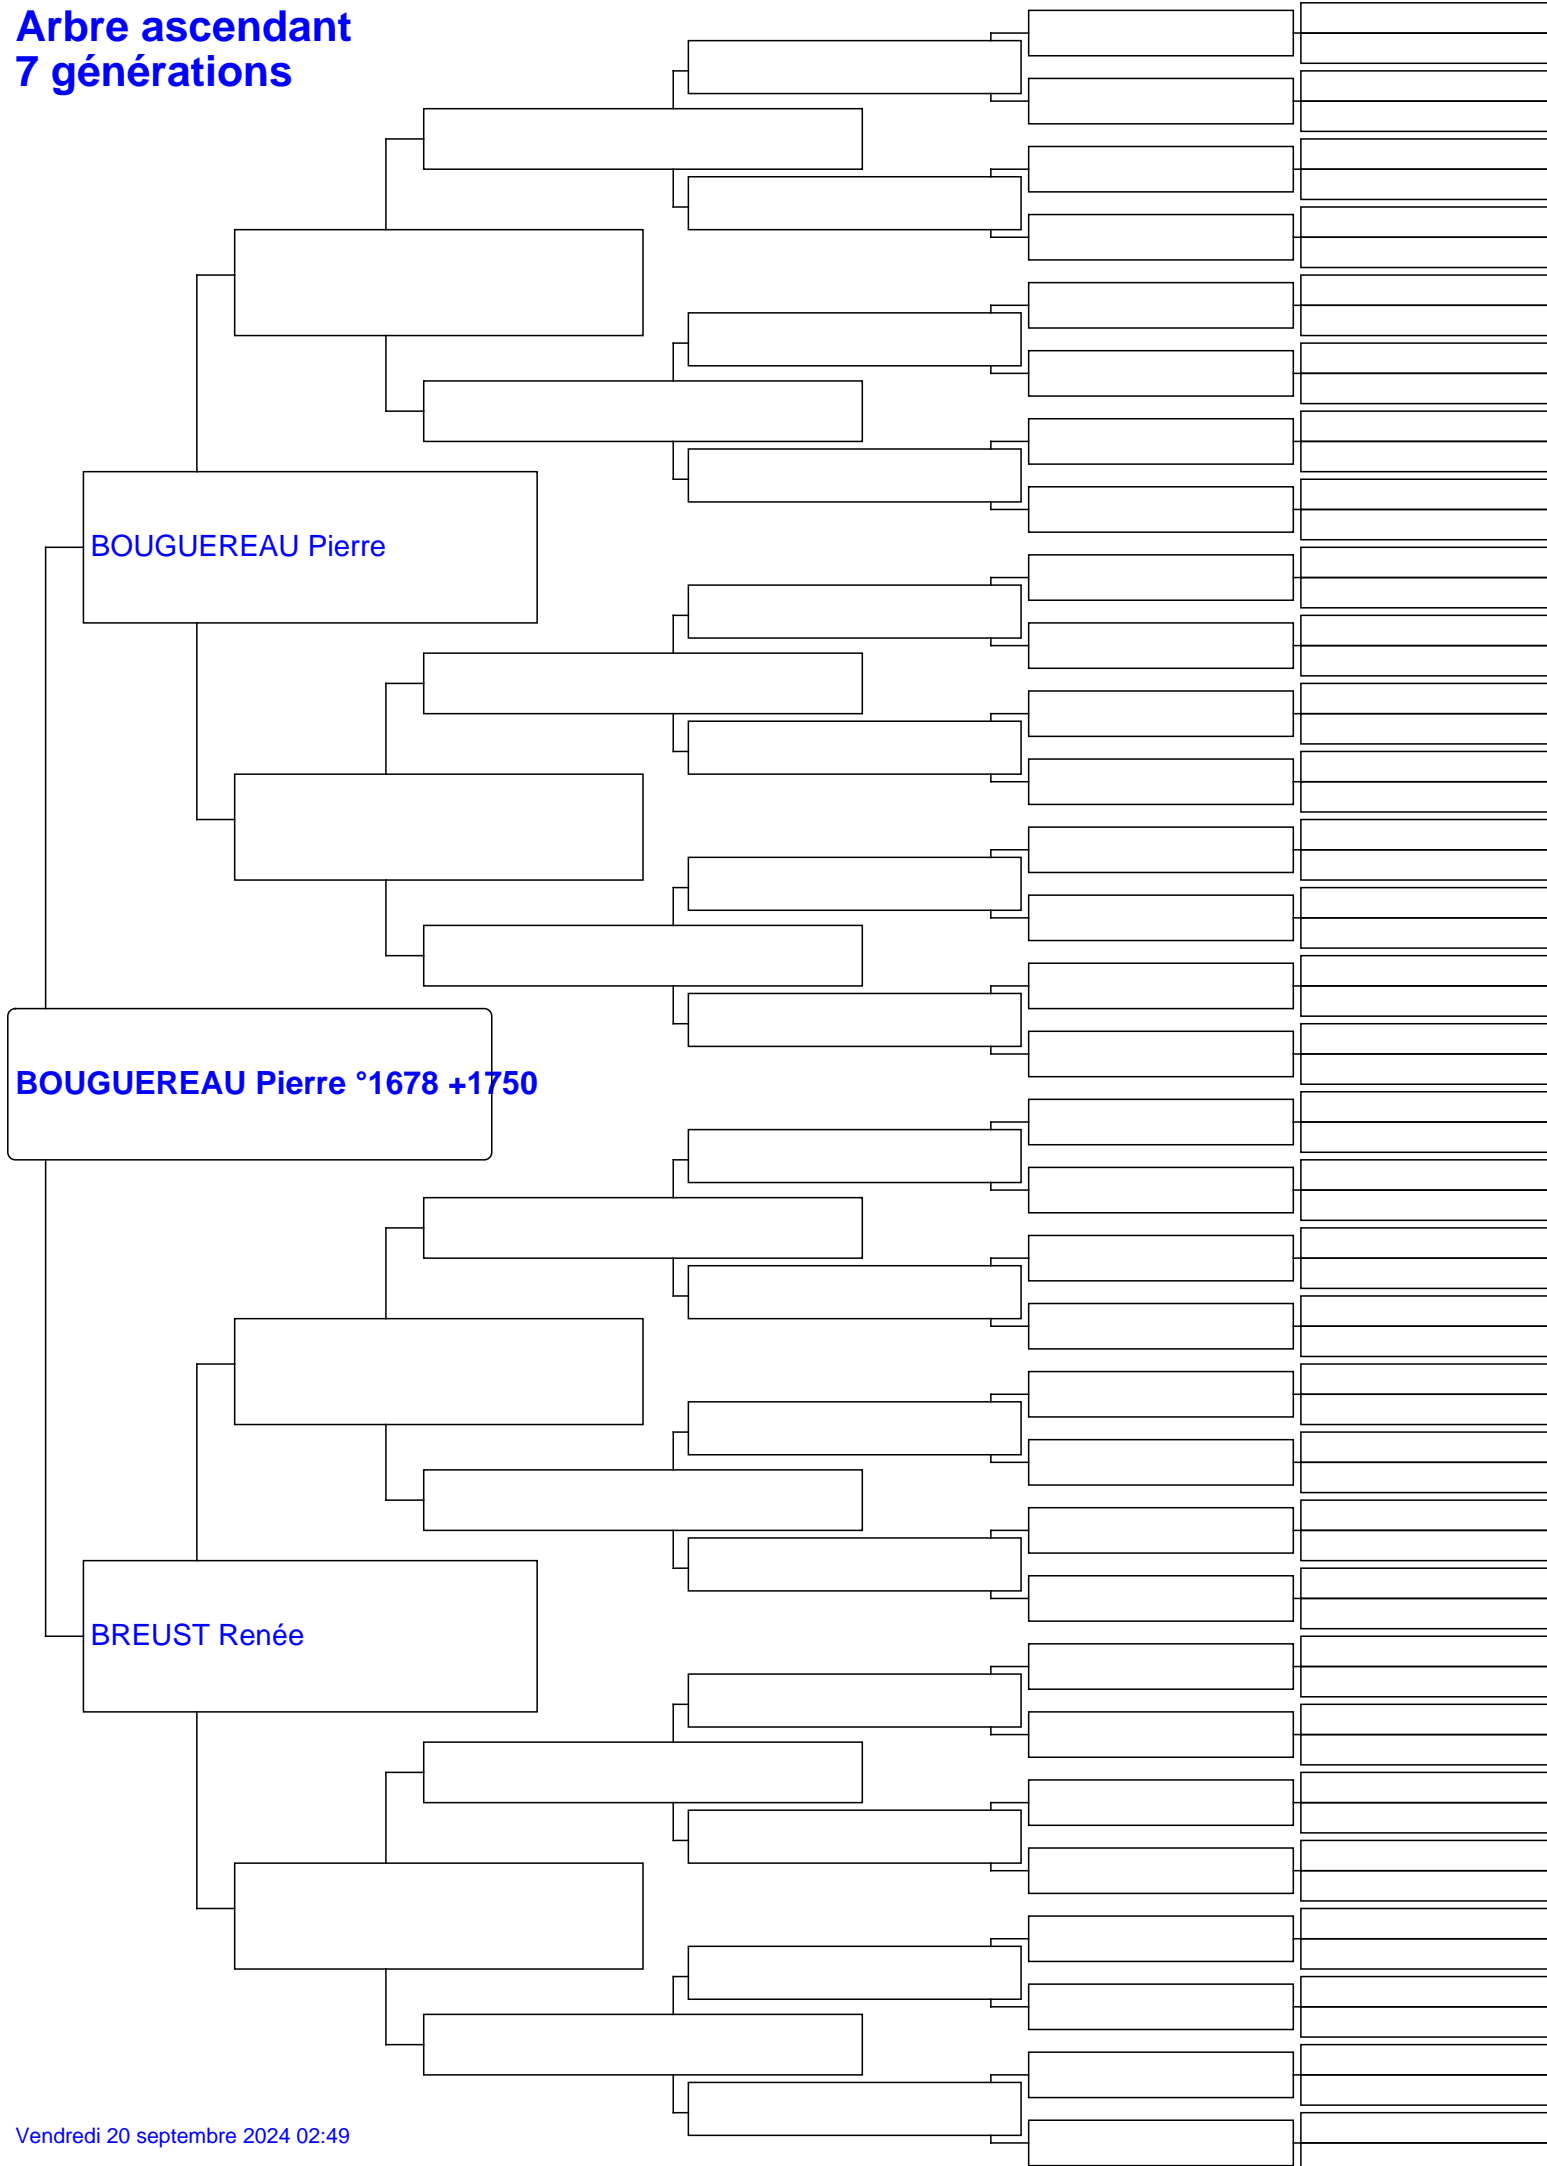 Arbre ascendant
7 générations
BOUGUEREAU Pierre
BOUGUEREAU Pierre °1678 +1750
BREUST Renée
Vendredi 20 septembre 2024 02:49